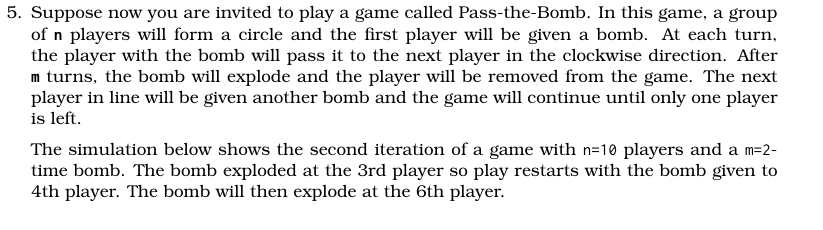 5. Suppose now you are invited to play a game called Pass-the-Bomb. In this game, a group
of n players will form a circle and the first player will be given a bomb. At each turn,
the player with the bomb will pass it to the next player in the clockwise direction. After
m turns, the bomb will explode and the player will be removed from the game. The next
player in line will be given another bomb and the game will continue until only one player
is left.
The simulation below shows the second iteration of a game with n=10 players and a m=2-
time bomb. The bomb exploded at the 3rd player so play restarts with the bomb given to
4th player. The bomb will then explode at the 6th player.